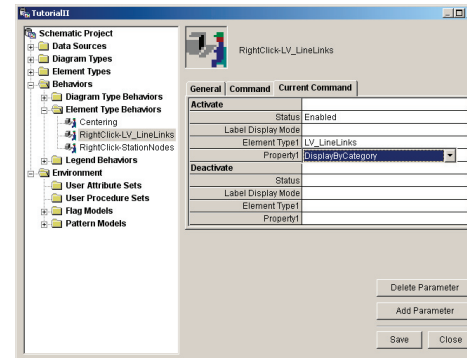 TutorialII
Schematic Project
Data Sources
Diagram Types
Element Types
Behaviors
Diagram Type Behaviors
Element Type Behaviors
Centering
RightClick-LV_LineLinks
RightClick-StationNodes
Legend Behaviors
Environment
User Attribute Sets
User Procedure Sets
Flag Models
Pattern Models
RightClick-LV_LineLinks
General Command Current Command
Activate
Status Enabled
Label Display Mode
Element Type1 LV_LineLinks
Property1 DisplayByCategory
Deactivate
Status
Label Display Mode
Element Type1
Property1
Delete Parameter
Add Parameter
Save Close